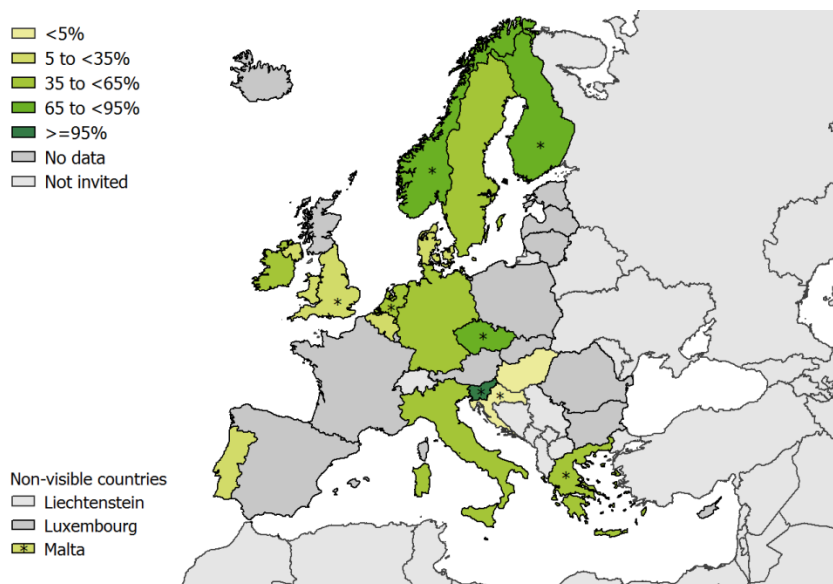 <5%
5 to <35%
35 to <65%
65 to <95%
>=95%
No data
Not invited
Non-visible countries
Liechtenstein
Luxembourg
* Malta